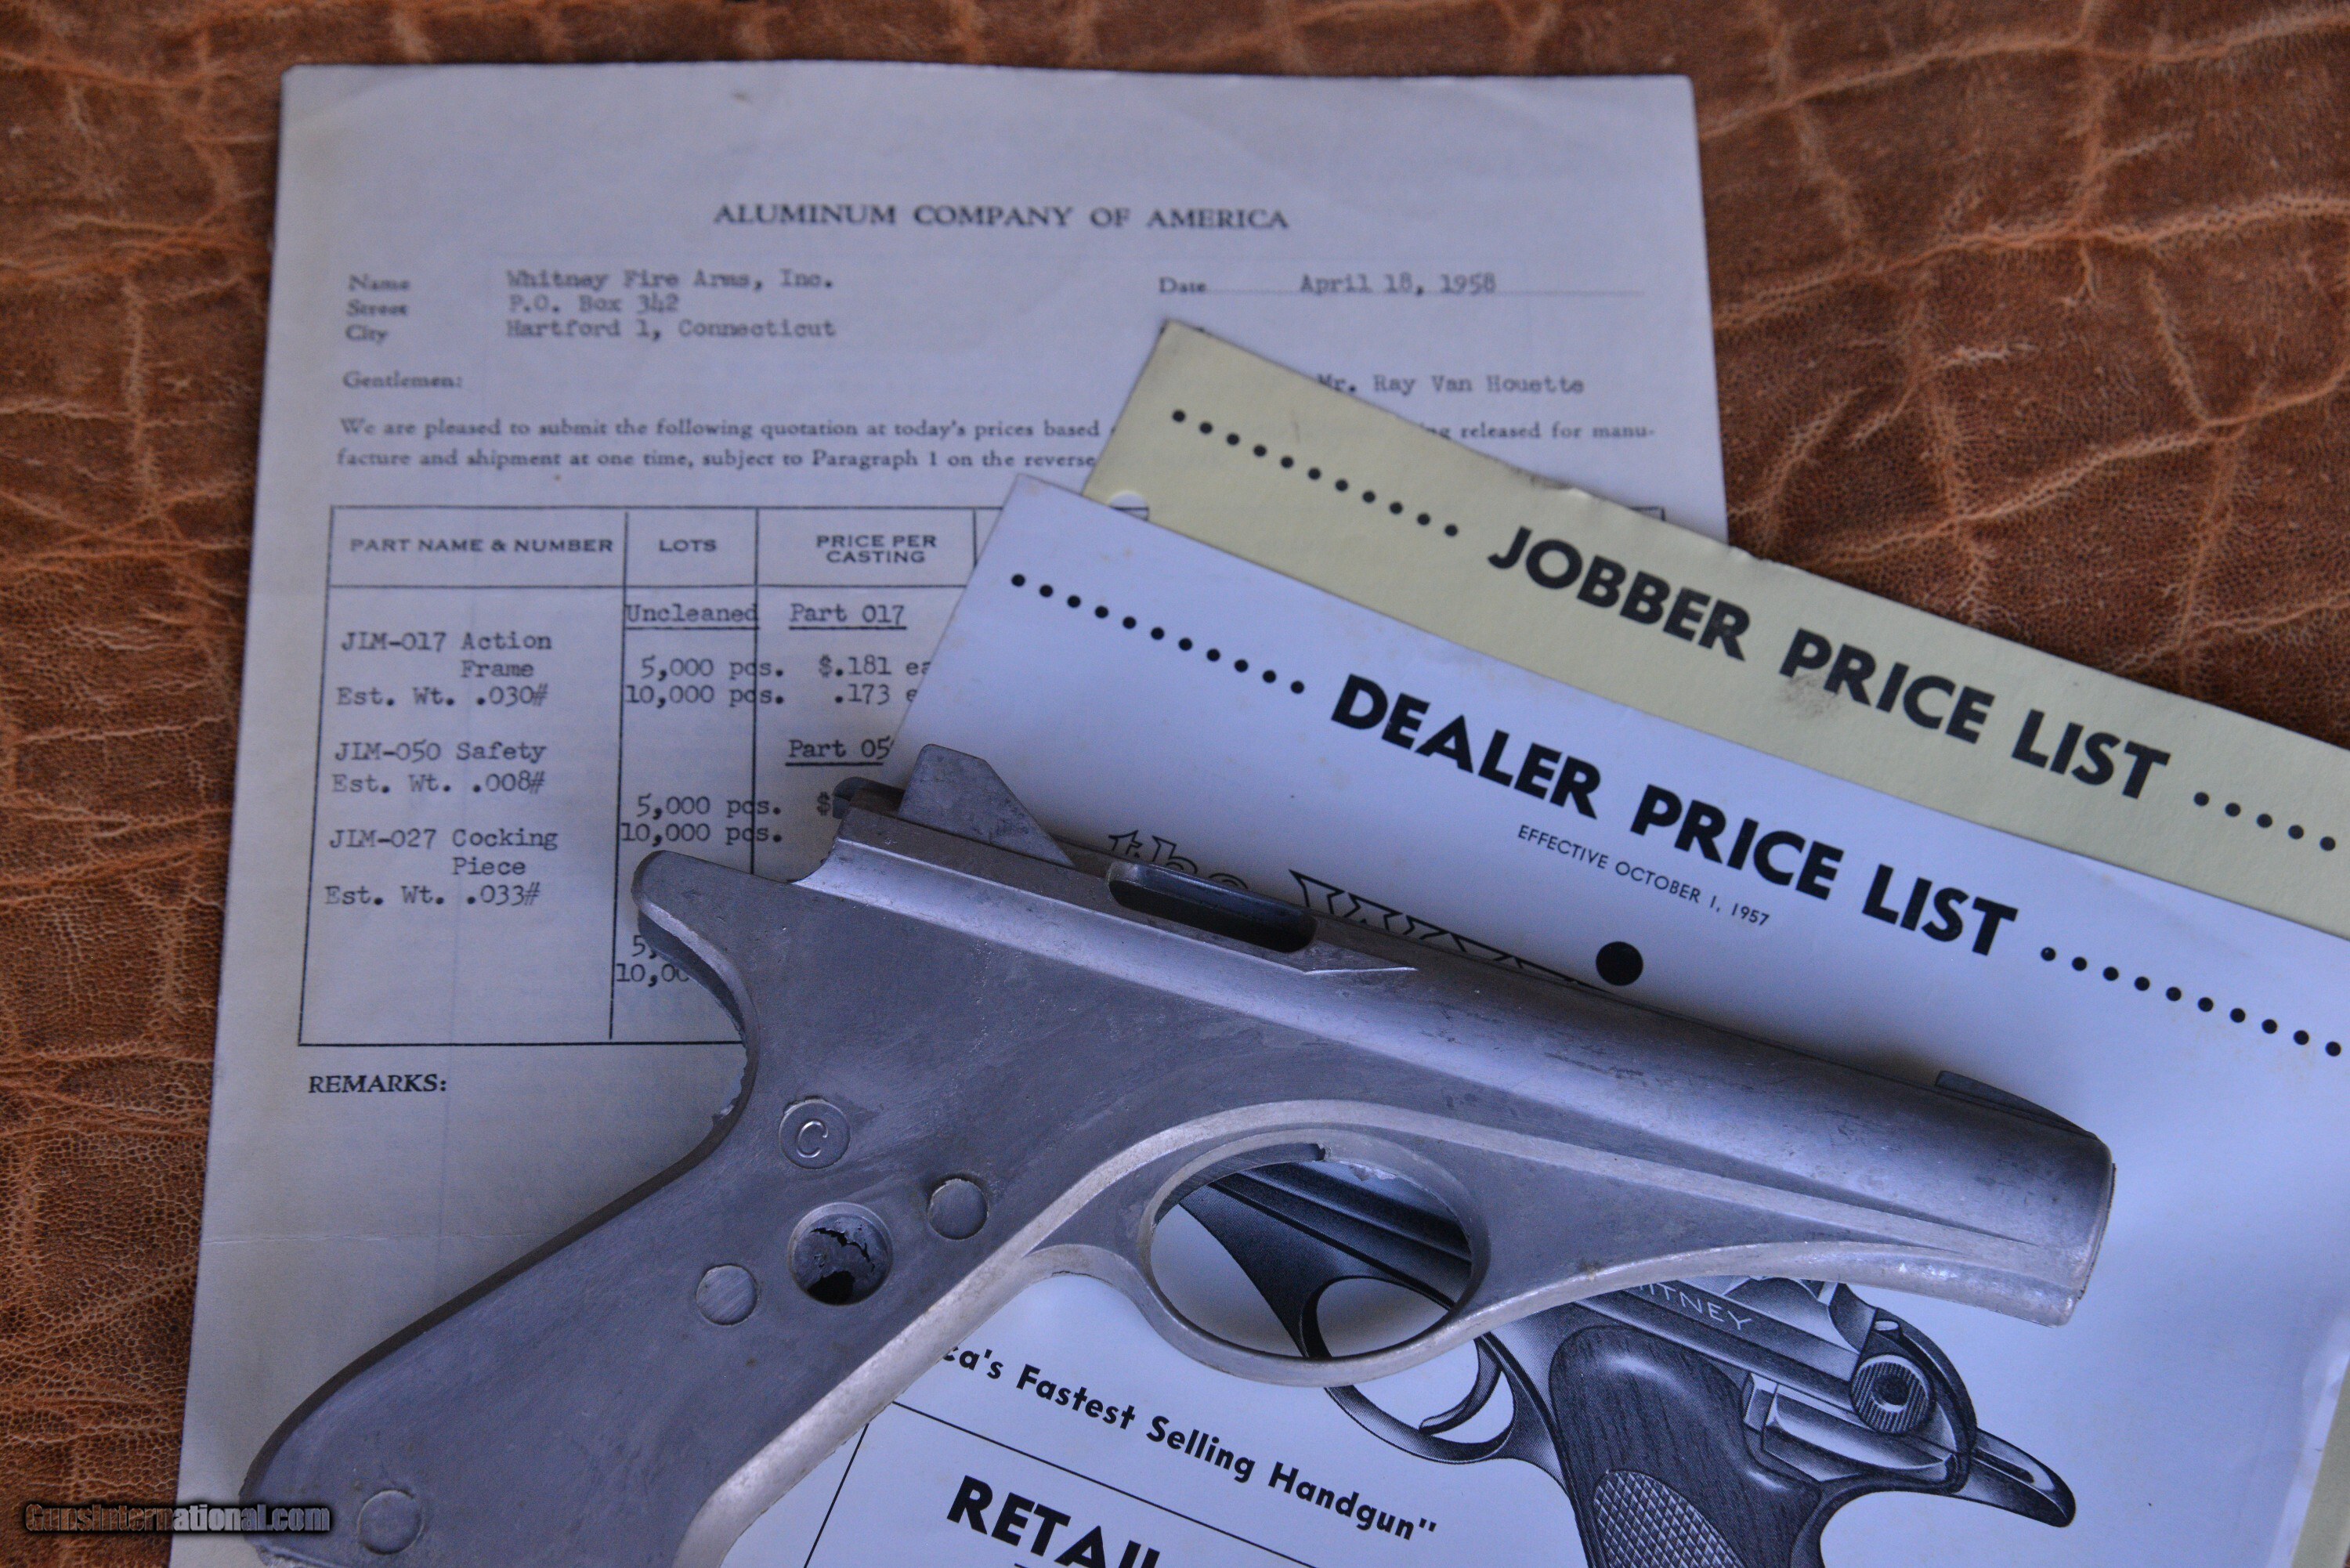 ALUMINUM COMPANY OF AMERICA
Name Whitney Fire Arms, Inc.
Street P.O. Box 342
City Hartford 1, Connecticut
Date April 18, 1958
Gentlemen:
Mr. Ray Van Houette
We are pleased to submit the following quotation at today's prices based released for manu-
facture and shipment at one time, subject to Paragraph 1 on the reverse
PART NAME & NUMBER LOTS PRICE PER CASTING
Uncleaned Part 017
JLM-017 Action
Frame 5,000 pcs. $.181
Est. Wt. .030# 10,000 pcs. .173
JLM-050 Safety Part
Est. Wt. .008#
5,000 pcs. $
JLM-027 Cocking 10,000 pcs.
Piece
Est. Wt. .033#
REMARKS:
JOBBER PRICE LIST
DEALER PRICE LIST
EFFECTIVE OCTOBER 1, 1957
the
C
WHITNEY
Fastest Selling Handgun"
RETAIL
GunsInternational.com